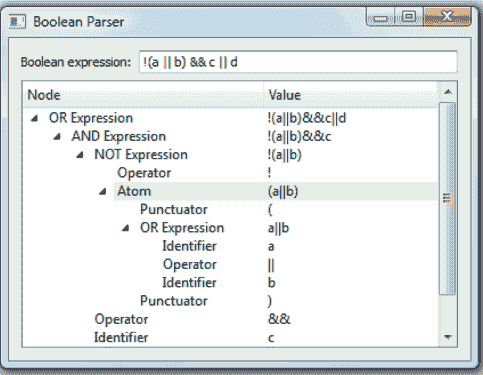 Boolean Parser
Boolean expression: !(a || b) && c || d
Node Value
OR Expression !(a||b)&&c||d
AND Expression !(a||b)&&c
NOT Expression !(a||b)
Operator !
Atom (a||b)
Punctuator (
OR Expression a||b
Identifier a
Operator ||
Identifier b
Punctuator )
Operator &&
Identifier c